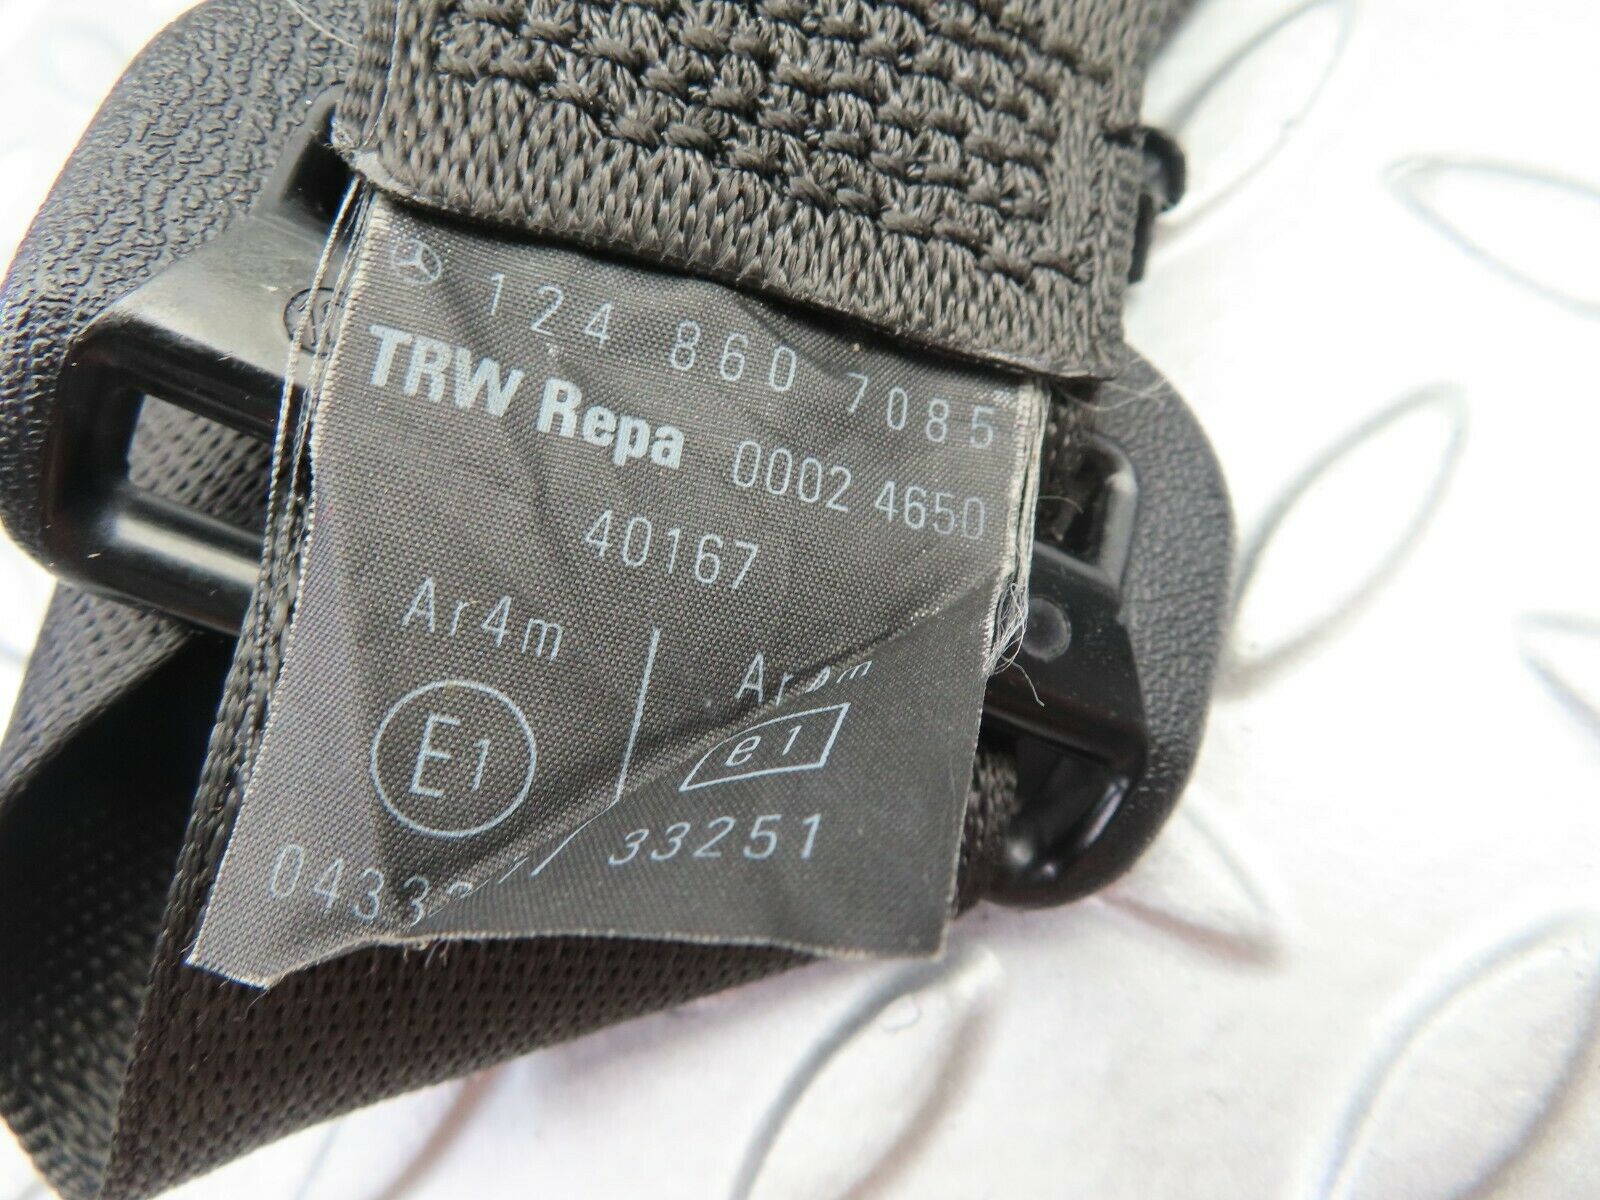 124 860 7085
TRW Repa 0002 4650
40167
Ar4m
E1
e1
33251